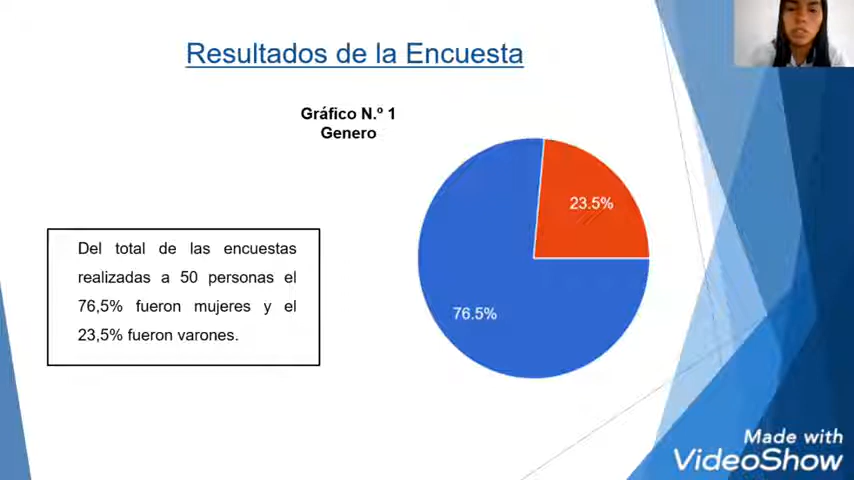 Resultados de la Encuesta
Gráfico N.º 1
Genero
23.5%
Del total de las encuestas
realizadas a 50 personas el
76,5% fueron mujeres y el
23,5% fueron varones.
76.5%
Made with
VideoShow